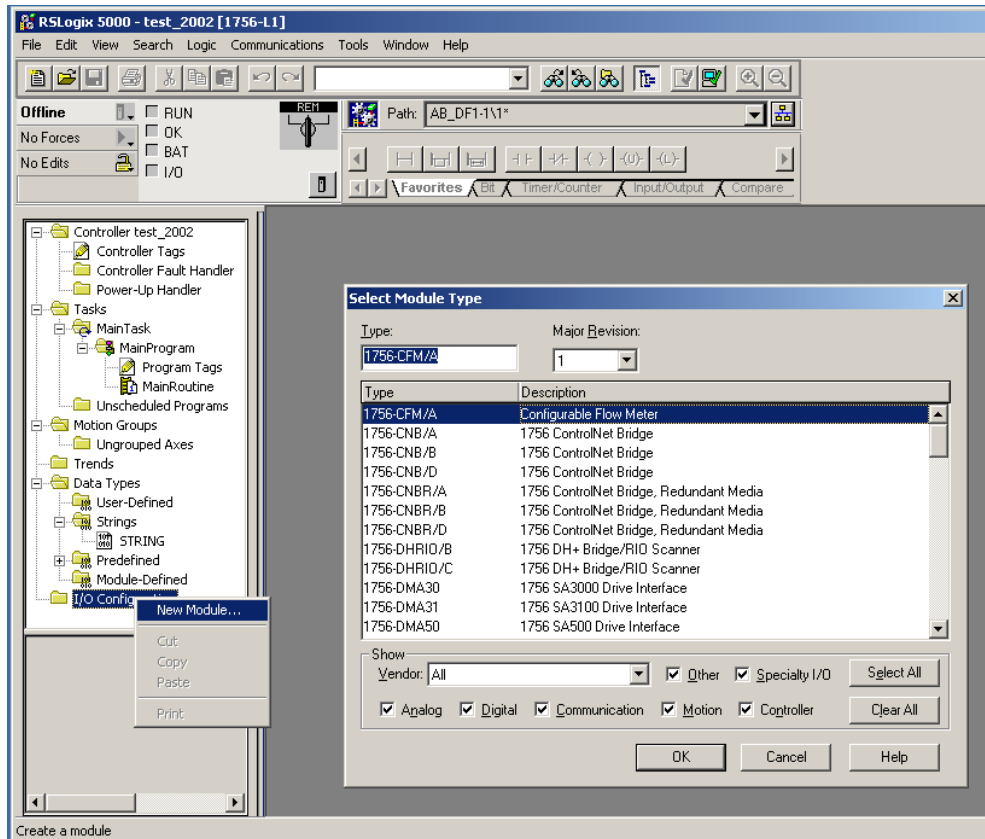 RSLogix 5000 - test_2002 [1756-L1]
File Edit View Search Logic Communications Tools Window Help
Offline
RUN
No Forces
OK
No Edits
BAT
I/O
REM
Path: AB_DF1-1\1*
Favorites Bit Timer/Counter Input/Output Compare
Controller test_2002
Controller Tags
Controller Fault Handler
Power-Up Handler
Tasks
MainTask
MainProgram
Program Tags
MainRoutine
Unscheduled Programs
Motion Groups
Ungrouped Axes
Trends
Data Types
User-Defined
Strings
STRING
Predefined
Module-Defined
I/O Config
New Module...
Cut
Copy
Paste
Print
Select Module Type
Type: Major Revision:
1756-CFM/A 1
Type Description
1756-CFM/A Configurable Flow Meter
1756-CNB/A 1756 ControlNet Bridge
1756-CNB/B 1756 ControlNet Bridge
1756-CNB/D 1756 ControlNet Bridge
1756-CNBR/A 1756 ControlNet Bridge, Redundant Media
1756-CNBR/B 1756 ControlNet Bridge, Redundant Media
1756-CNBR/D 1756 ControlNet Bridge, Redundant Media
1756-DHRIO/B 1756 DH+ Bridge/RIO Scanner
1756-DHRIO/C 1756 DH+ Bridge/RIO Scanner
1756-DMA30 1756 SA3000 Drive Interface
1756-DMA31 1756 SA3100 Drive Interface
1756-DMA50 1756 SA500 Drive Interface
Show
Vendor: All Other Specialty I/O Select All
Analog Digital Communication Motion Controller Clear All
OK Cancel Help
Create a module